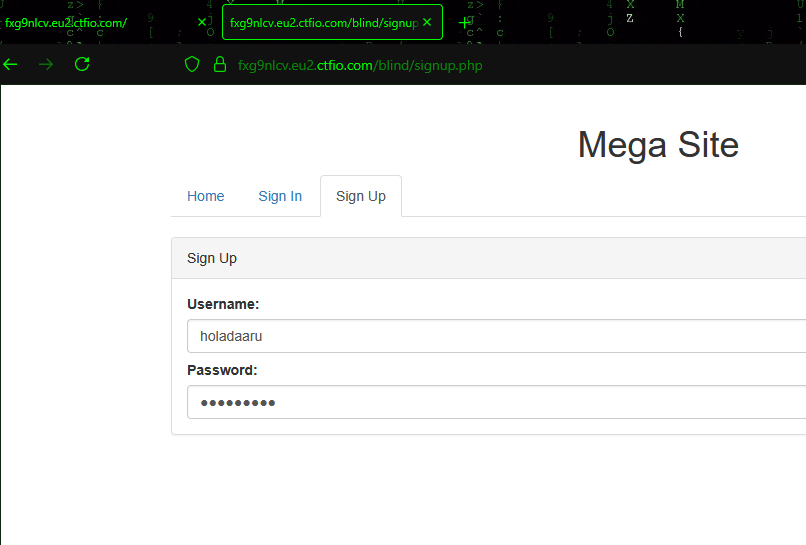 fxg9nlcv.eu2.ctfio.com/
fxg9nlcv.eu2.ctfio.com/blind/signup
fxg9nlcv.eu2.ctfio.com/blind/signup.php
Mega Site
Home Sign In Sign Up
Sign Up
Username:
holadaaru
Password: